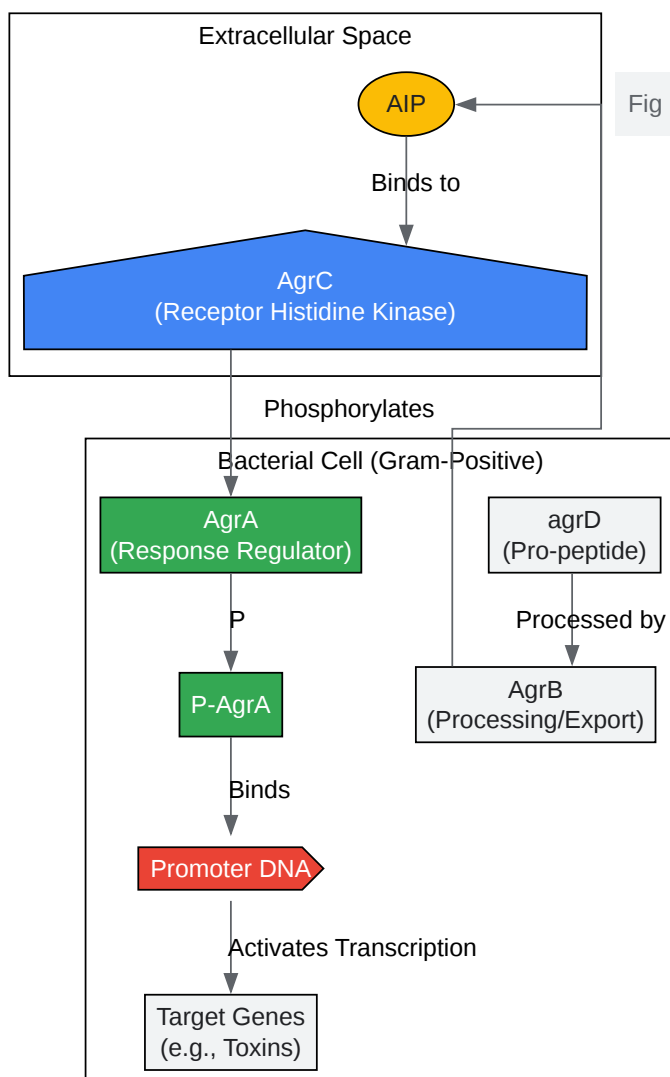 Extracellular Space
AIP
Fig
Binds to
AgrC
(Receptor Histidine Kinase)
Phosphorylates
Bacterial Cell (Gram-Positive)
AgrA
(Response Regulator)
agrD
(Pro-peptide)
P
Processed by
P-AgrA
AgrB
(Processing/Export)
Binds
Promoter DNA
Activates Transcription
Target Genes
(e.g., Toxins)